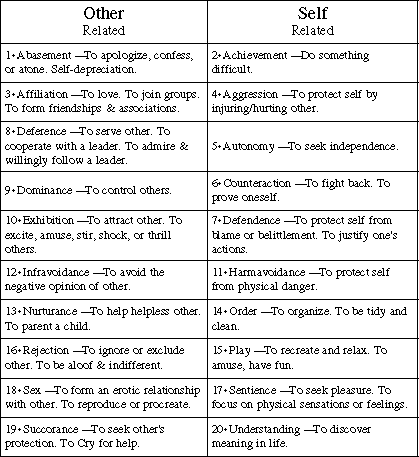 Other
Related
Self
Related
1•Abasement —To apologize, confess,
or atone. Self-depreciation.
2•Achievement —Do something
difficult.
3•Affiliation —To love. To join groups.
To form friendships & associations.
4•Aggression —To protect self by
injuring/hurting other.
8•Deference —To serve other. To
cooperate with a leader. To admire &
willingly follow a leader.
5•Autonomy —To seek independence.
9•Dominance —To control others.
6•Counteraction —To fight back. To
prove oneself.
10•Exhibition —To attract other. To
excite, amuse, stir, shock, or thrill
others.
7•Defendence —To protect self from
blame or belittlement. To justify one's
actions.
12•Infravoidance —To avoid the
negative opinion of other.
11•Harmavoidance —To protect self
from physical danger.
13•Nurturance —To help helpless other.
To parent a child.
14•Order —To organize. To be tidy and
clean.
16•Rejection —To ignore or exclude
other. To be aloof & indifferent.
15•Play —To recreate and relax. To
amuse, have fun.
18•Sex —To form an erotic relationship
with other. To reproduce or procreate.
17•Sentience —To seek pleasure. To
focus on physical sensations or feelings.
19•Succorance —To seek other's
protection. To Cry for help.
20•Understanding —To discover
meaning in life.